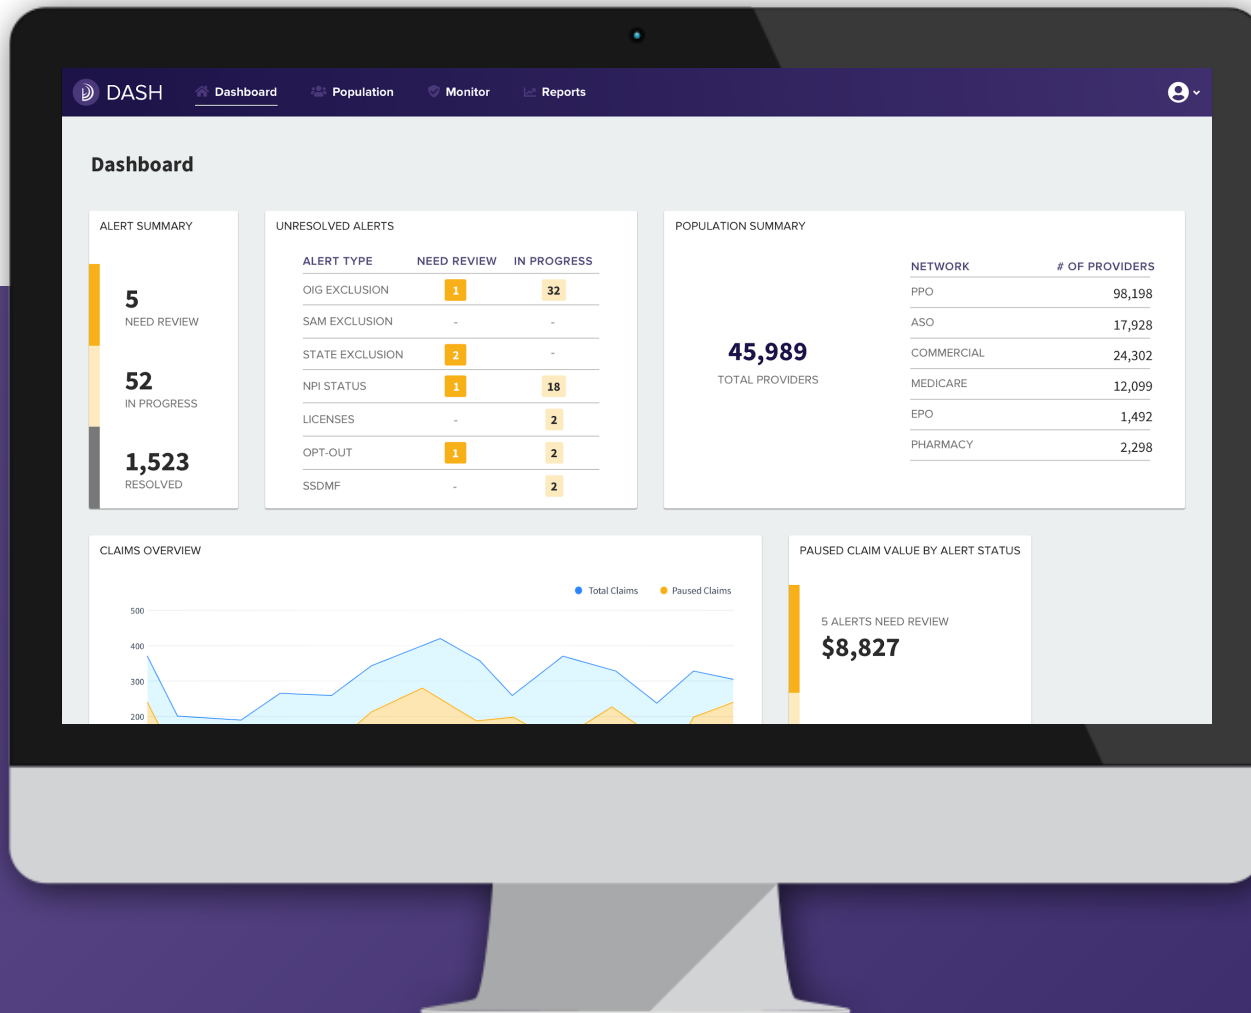 DASH Dashboard Population Monitor Reports
Dashboard
ALERT SUMMARY
5
NEED REVIEW
52
IN PROGRESS
1,523
RESOLVED
UNRESOLVED ALERTS
ALERT TYPE NEED REVIEW IN PROGRESS
OIG EXCLUSION 1 32
SAM EXCLUSION - -
STATE EXCLUSION 2 -
NPI STATUS 1 18
LICENSES - 2
OPT-OUT 1 2
SSDMF - 2
POPULATION SUMMARY
45,989
TOTAL PROVIDERS
NETWORK # OF PROVIDERS
PPO 98,198
ASO 17,928
COMMERCIAL 24,302
MEDICARE 12,099
EPO 1,492
PHARMACY 2,298
CLAIMS OVERVIEW
Total Claims Paused Claims
500
400
300
200
PAUSED CLAIM VALUE BY ALERT STATUS
5 ALERTS NEED REVIEW
$8,827